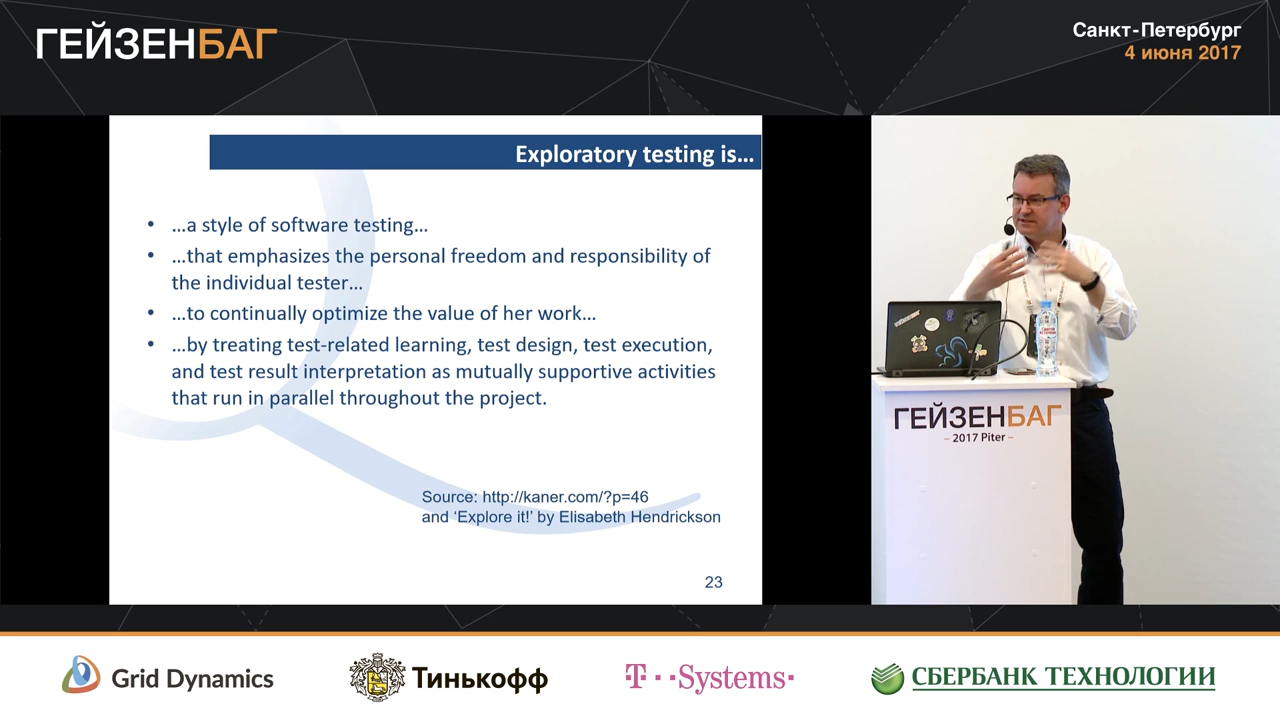 ГЕЙЗЕНБАГ
Санкт-Петербург
4 июня 2017
Exploratory testing is...
• ...a style of software testing...
• ...that emphasizes the personal freedom and responsibility of
the individual tester...
• ...to continually optimize the value of her work...
• ...by treating test-related learning, test design, test execution,
and test result interpretation as mutually supportive activities
that run in parallel throughout the project.
Source: http://kaner.com/?p=46
and ‘Explore it!’ by Elisabeth Hendrickson
23
ГЕЙЗЕНБАГ
– 2017 Piter –
Grid Dynamics
Тинькофф
T··Systems·
СБЕРБАНК ТЕХНОЛОГИИ